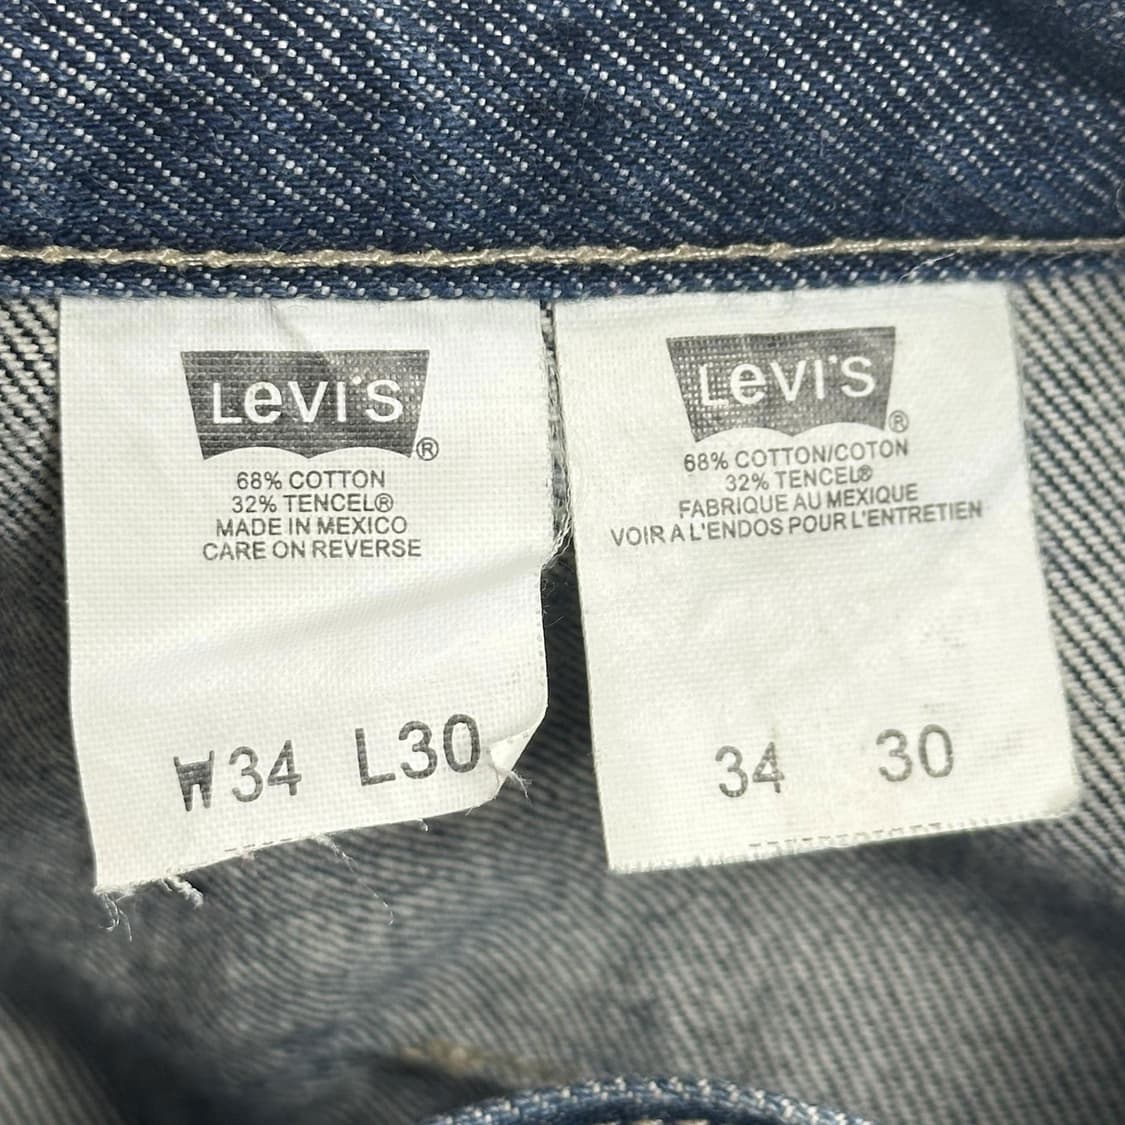 LEVI'S ®
68% COTTON
32% TENCEL®
MADE IN MEXICO
CARE ON REVERSE
W34 L30
LEVI'S ®
68% COTTON/COTON
32% TENCEL®
FABRIQUE AU MEXIQUE
VOIR A L'ENDOS POUR L'ENTRETIEN
34 30